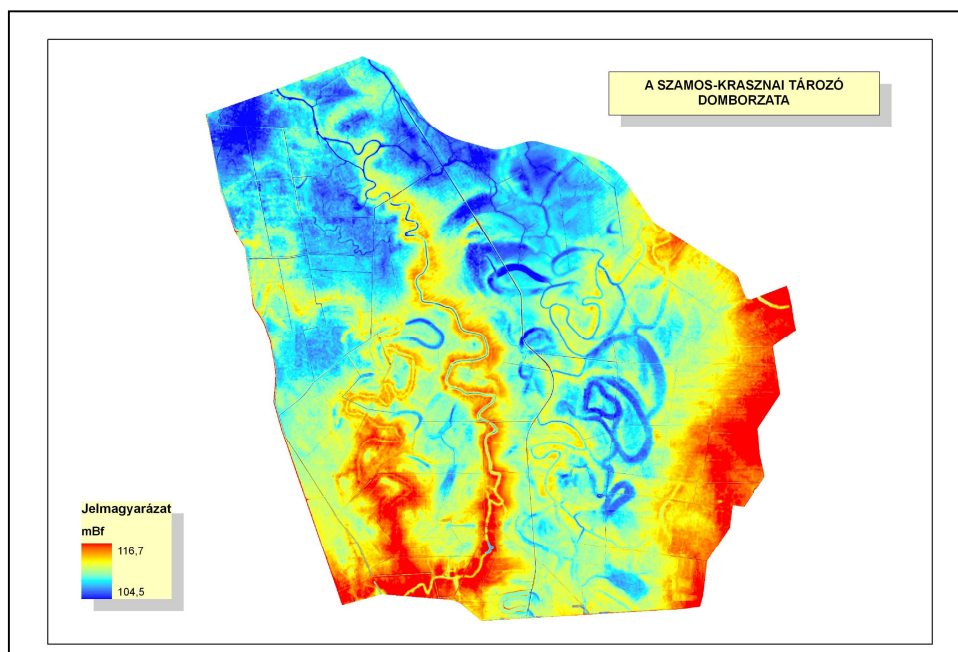 A SZAMOS-KRASZNAI TÁROZÓ
DOMBORZATA
Jelmagyarázat
mBf
116,7
104,5